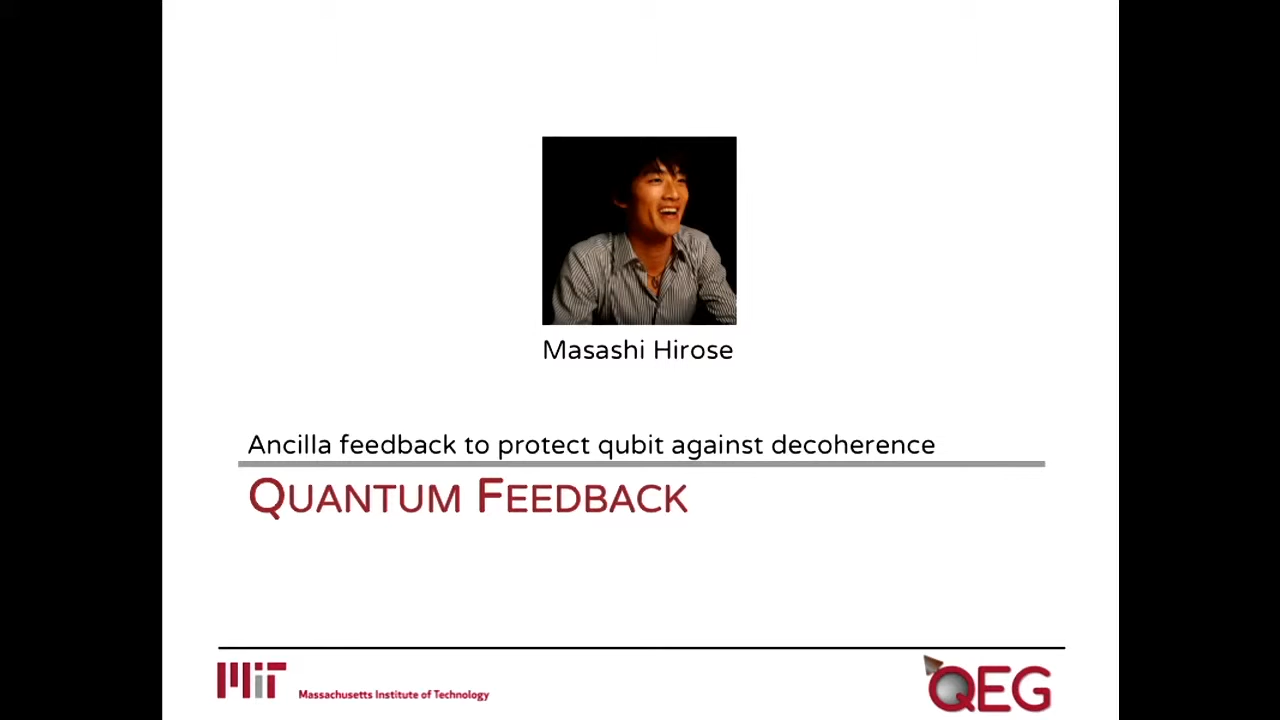 Masashi Hirose
Ancilla feedback to protect qubit against decoherence
QUANTUM FEEDBACK
MIT Massachusetts Institute of Technology
QEG